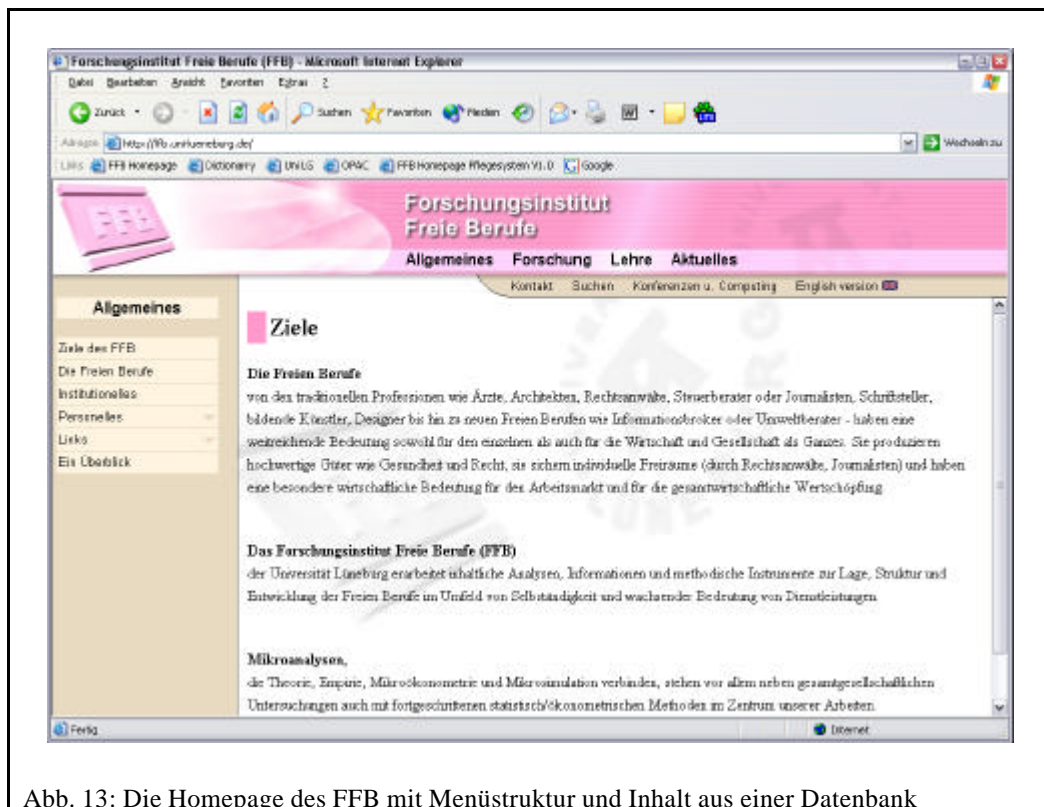 Forschungsinstitut Freie Berufe (FFB) - Microsoft Internet Explorer
Datei Bearbeiten Ansicht Favoriten Extras ?
Zurück Suchen Favoriten Medien
Adresse http://ffb.uni-lueneburg.de/ Wechseln zu
Links FFB Homepage Dictionary UniLG OPAC FFB Homepage Pflegesystem V1.0 Google
FFB
Forschungsinstitut
Freie Berufe
Allgemeines Forschung Lehre Aktuelles
Kontakt Suchen Konferenzen u. Computing English version
Allgemeines
Ziele des FFB
Die Freien Berufe
Institutionelles
Personelles
Links
Ein Überblick
Ziele
Die Freien Berufe
von den traditionellen Professionen wie Ärzte, Architekten, Rechtsanwälte, Steuerberater oder Journalisten, Schriftsteller,
bildende Künstler, Designer bis hin zu neuen Freien Berufen wie Informationsbroker oder Umweltberater - haben eine
weitreichende Bedeutung sowohl für den einzelnen als auch für die Wirtschaft und Gesellschaft als Ganzes. Sie produzieren
hochwertige Güter wie Gesundheit und Recht, sie sichern individuelle Freiräume (durch Rechtsanwälte, Journalisten) und haben
eine besondere wirtschaftliche Bedeutung für den Arbeitsmarkt und für die gesamtwirtschaftliche Wertschöpfung.
Das Forschungsinstitut Freie Berufe (FFB)
der Universität Lüneburg erarbeitet inhaltliche Analysen, Informationen und methodische Instrumente zur Lage, Struktur und
Entwicklung der Freien Berufe im Umfeld von Selbständigkeit und wachsender Bedeutung von Dienstleistungen.
Mikroanalysen,
die Theorie, Empirie, Mikroökonometrie und Mikrosimulation verbinden, stehen vor allem neben gesamtgesellschaftlichen
Untersuchungen auch mit fortgeschrittenen statistisch/ökonometrischen Methoden im Zentrum unserer Arbeiten.
Fertig Internet
Abb. 13: Die Homepage des FFB mit Menüstruktur und Inhalt aus einer Datenbank